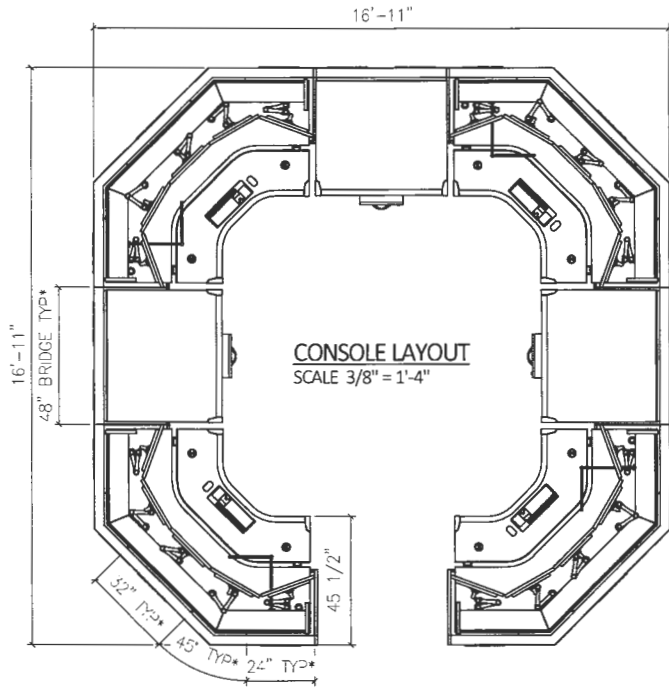 16'-11"
16'-11"
48" BRIDGE TYP*
CONSOLE LAYOUT
SCALE 3/8" = 1'-4"
45 1/2"
32" TYP*
45° TYP*
24" TYP*